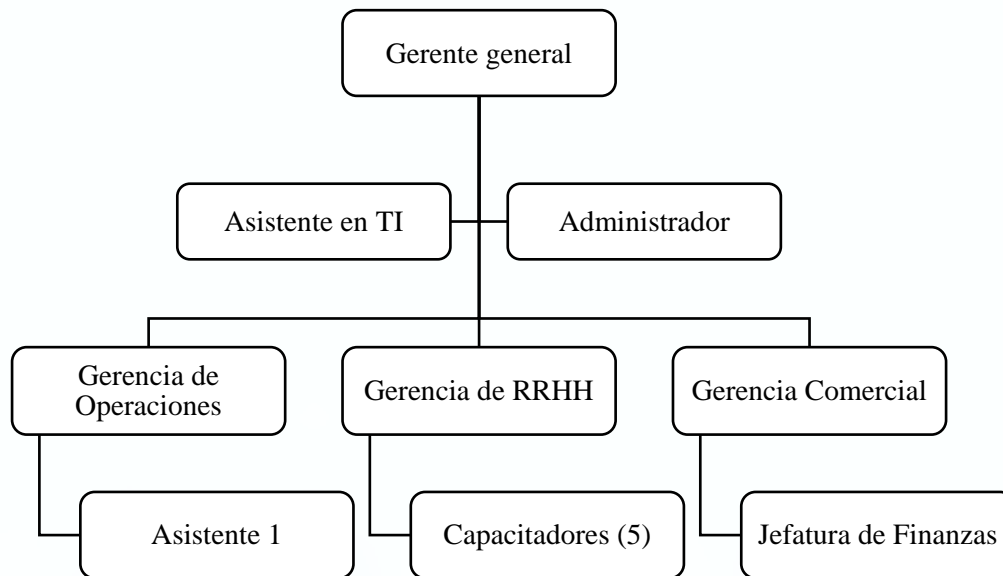 Gerente general
Asistente en TI
Administrador
Gerencia de
Operaciones
Gerencia de RRHH
Gerencia Comercial
Asistente 1
Capacitadores (5)
Jefatura de Finanzas